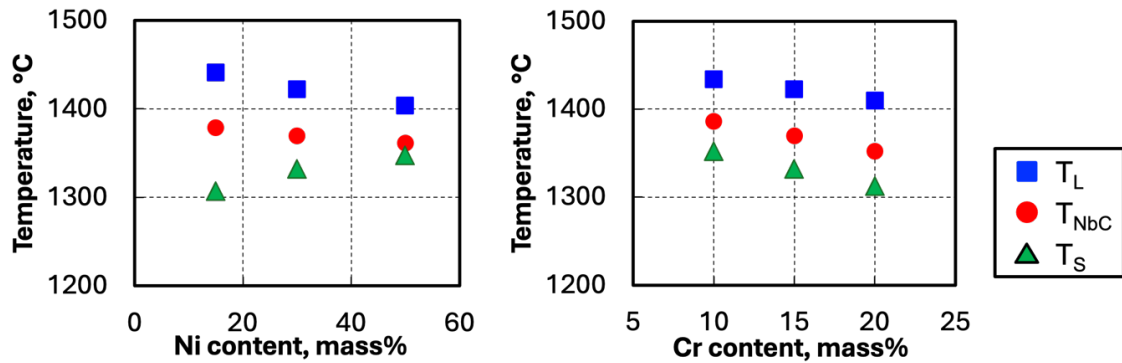 Temperature, °C
1500
1400
1300
1200
0
20
40
60
Ni content, mass%
Temperature, °C
1500
1400
1300
1200
5
10
15
20
25
Cr content, mass%
T_L
T_NbC
T_S